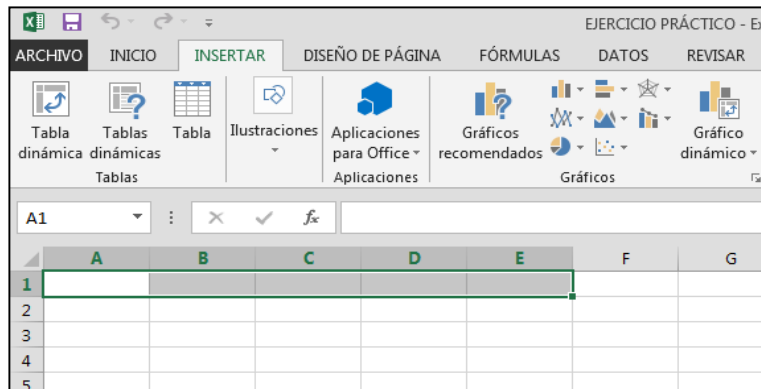 EJERCICIO PRÁCTICO - Ex
ARCHIVO INICIO INSERTAR DISEÑO DE PÁGINA FÓRMULAS DATOS REVISAR
Tabla dinámica
Tablas dinámicas
Tabla
Ilustraciones
Aplicaciones para Office
Gráficos recomendados
Gráfico dinámico
Tablas Aplicaciones Gráficos
A1 fx
A B C D E F G
1
2
3
4
5